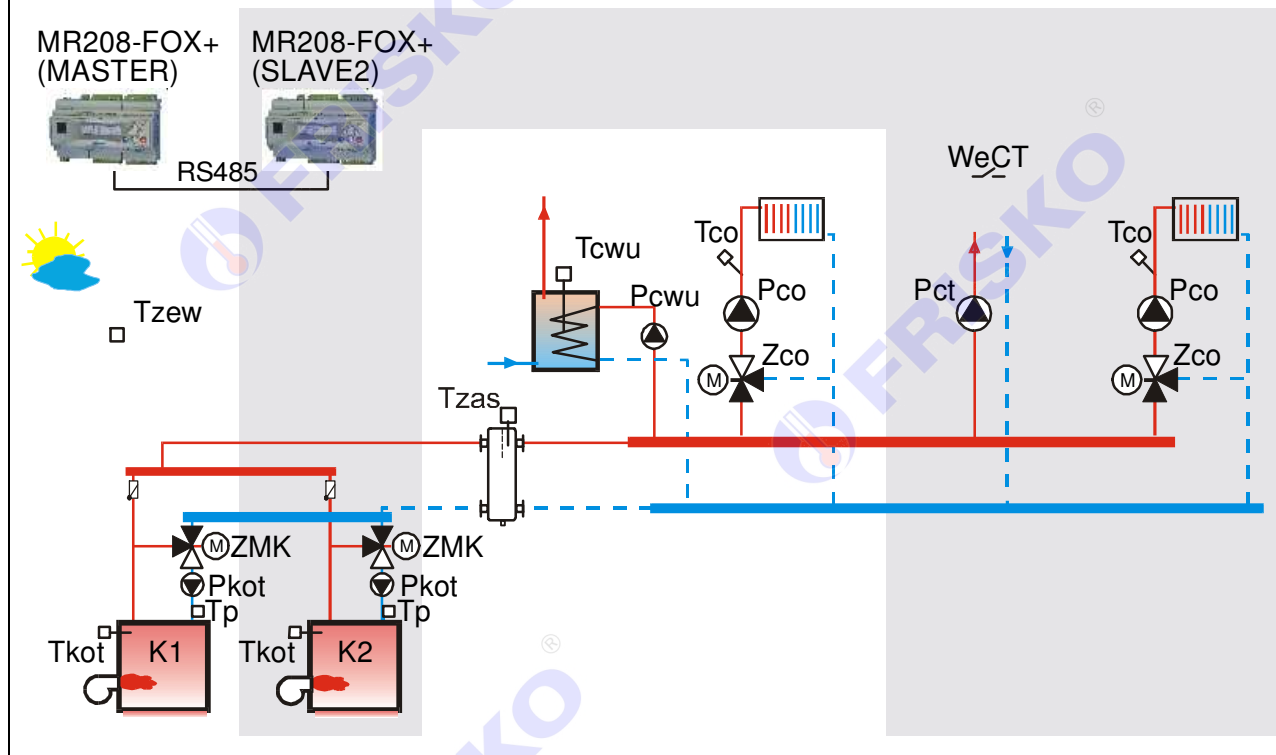 MR208-FOX+
(MASTER)
MR208-FOX+
(SLAVE2)
RS485
FRISKO
®
WeCT
Tzew
Tcwu
Pcwu
Tco
Pco
Zco
M
Pct
Tco
Pco
Zco
M
FRISKO
®
Tzas
M
ZMK
M
ZMK
Pkot
Pkot
Tp
Tp
Tkot
K1
Tkot
K2
®